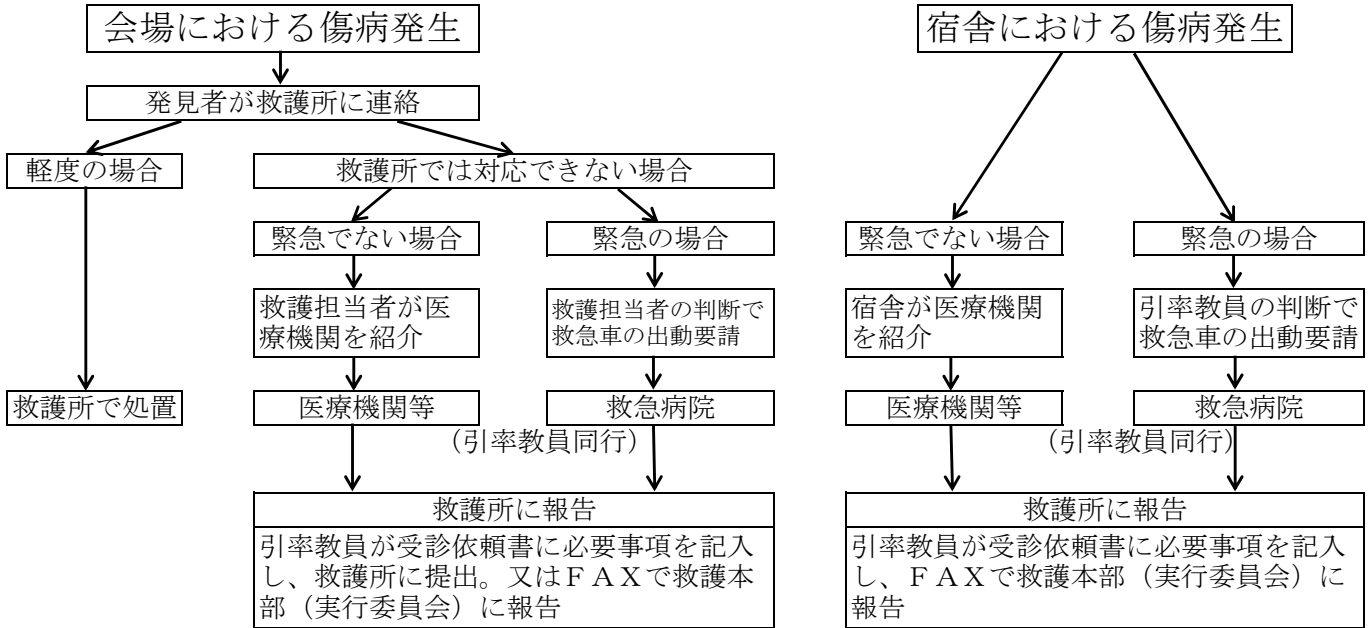 会場における傷病発生
宿舎における傷病発生
発見者が救護所に連絡
軽度の場合
救護所では対応できない場合
緊急でない場合
緊急の場合
緊急でない場合
緊急の場合
救護担当者が医
療機関を紹介
救護担当者の判断で
救急車の出動要請
宿舎が医療機関
を紹介
引率教員の判断で
救急車の出動要請
救護所で処置
医療機関等
救急病院
医療機関等
救急病院
（引率教員同行）
（引率教員同行）
救護所に報告
引率教員が受診依頼書に必要事項を記入
し、救護所に提出。又はＦＡＸで救護本
部（実行委員会）に報告
救護所に報告
引率教員が受診依頼書に必要事項を記入
し、ＦＡＸで救護本部（実行委員会）に
報告